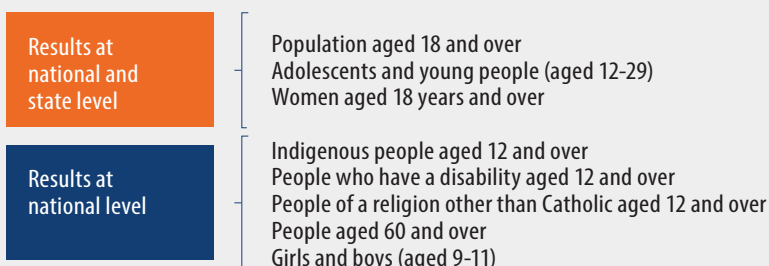 Results at
national and
state level
Population aged 18 and over
Adolescents and young people (aged 12-29)
Women aged 18 years and over
Results at
national level
Indigenous people aged 12 and over
People who have a disability aged 12 and over
People of a religion other than Catholic aged 12 and over
People aged 60 and over
Girls and boys (aged 9-11)